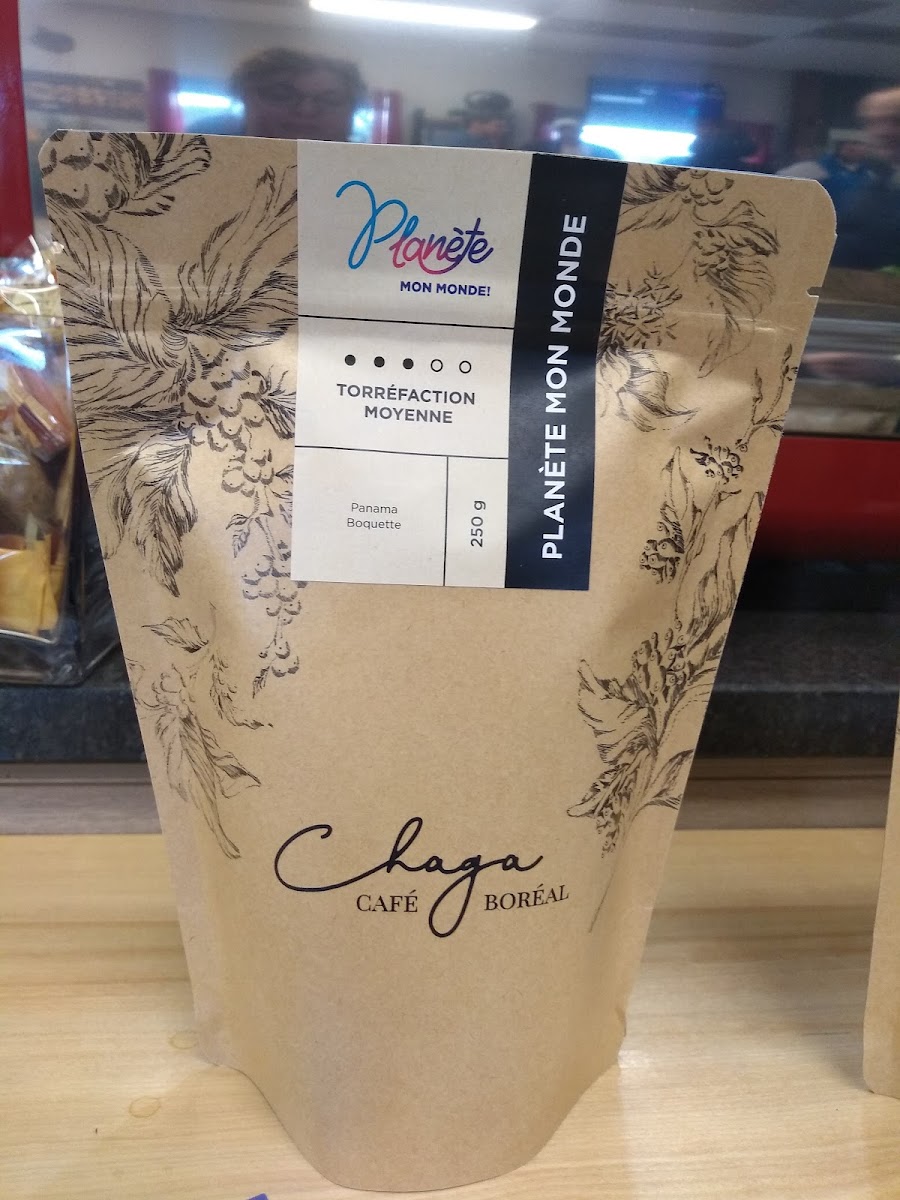 Planète
MON MONDE!
TORRÉFACTION
MOYENNE
Panama
Boquette
250 g
PLANÈTE MON MONDE
Chaga
CAFÉ BORÉAL